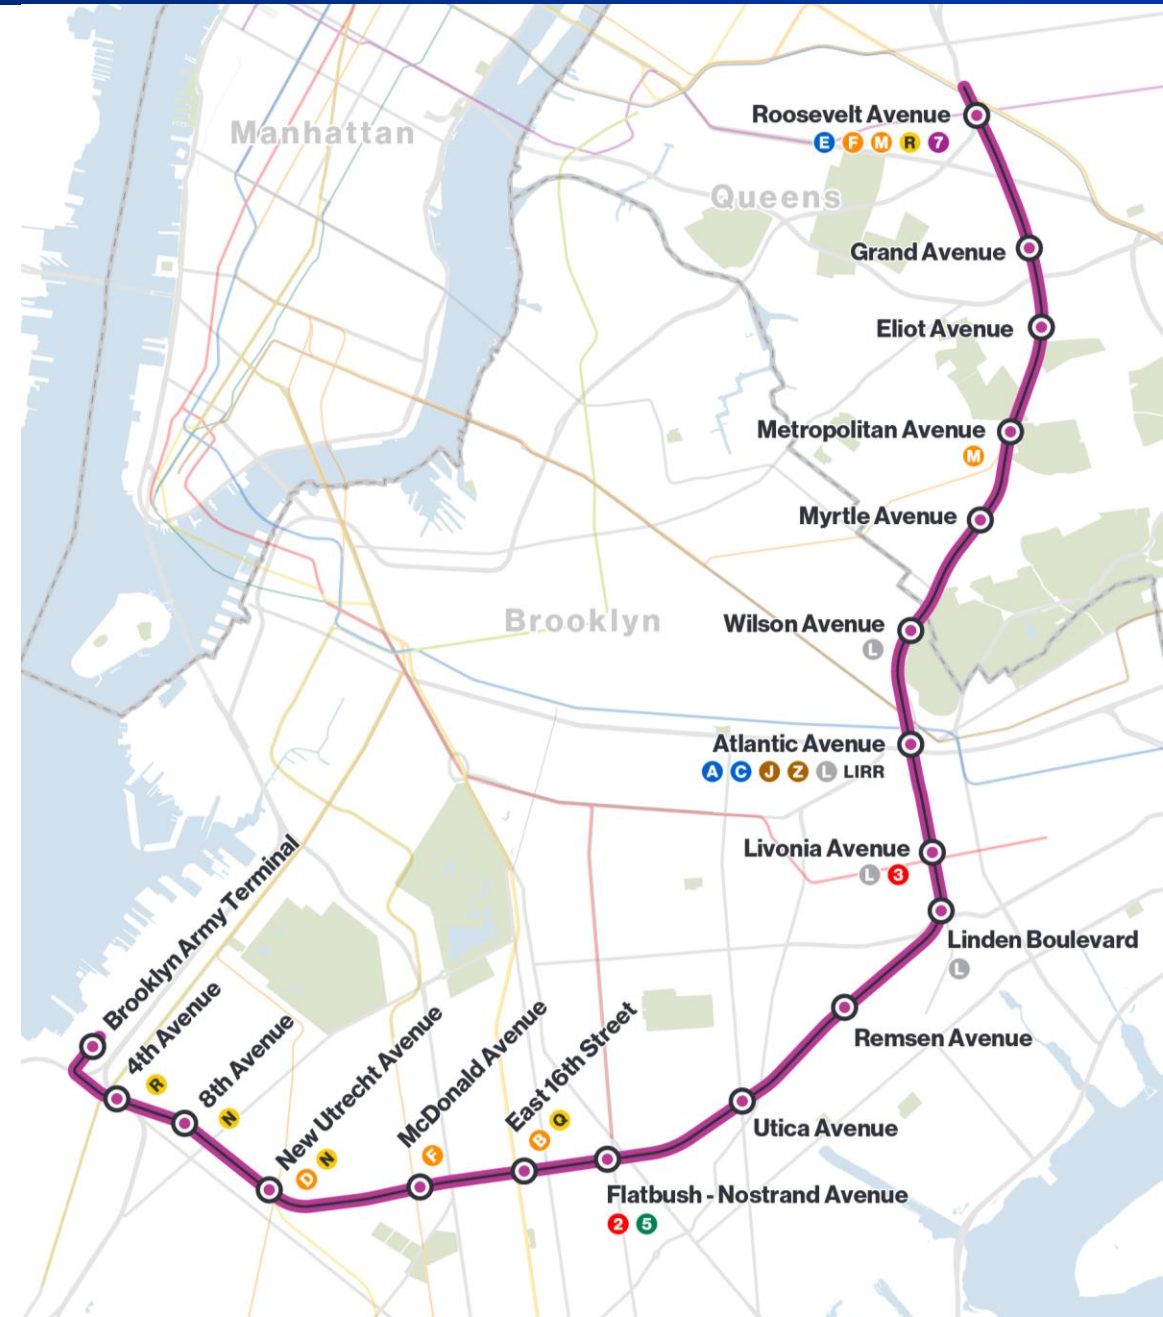 Manhattan
Roosevelt Avenue
E F M R 7
Queens
Grand Avenue
Eliot Avenue
Metropolitan Avenue
M
Myrtle Avenue
Brooklyn
Wilson Avenue
L
Atlantic Avenue
A C J Z L LIRR
Livonia Avenue
L 3
Linden Boulevard
L
Remsen Avenue
Utica Avenue
Flatbush - Nostrand Avenue
2 5
East 16th Street
B Q
McDonald Avenue
F
New Utrecht Avenue
D N
8th Avenue
N
4th Avenue
R
Brooklyn Army Terminal